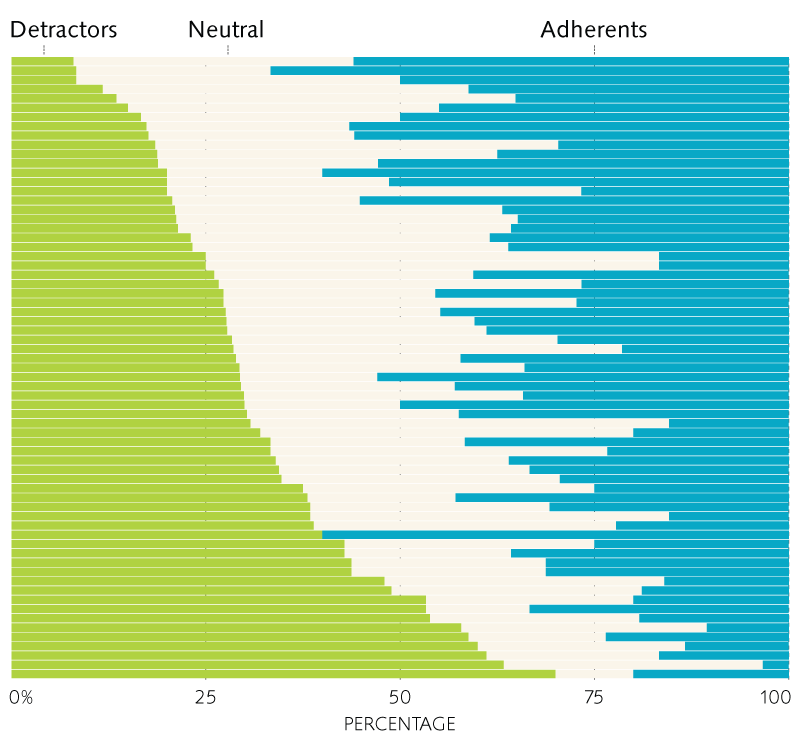 Detractors Neutral Adherents
0% 25 50 75 100
PERCENTAGE